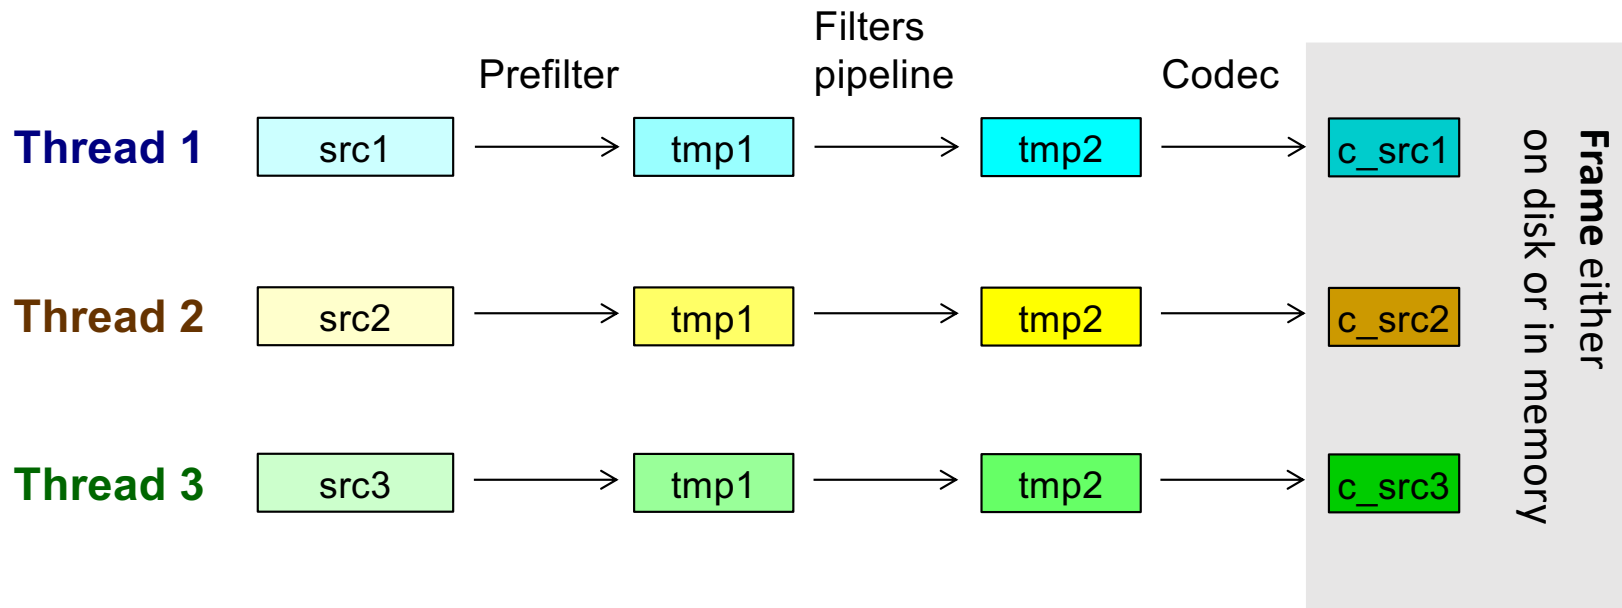 Prefilter
Filters
pipeline
Codec
Thread 1
src1
tmp1
tmp2
c_src1
Thread 2
src2
tmp1
tmp2
c_src2
Thread 3
src3
tmp1
tmp2
c_src3
Frame either
on disk or in memory